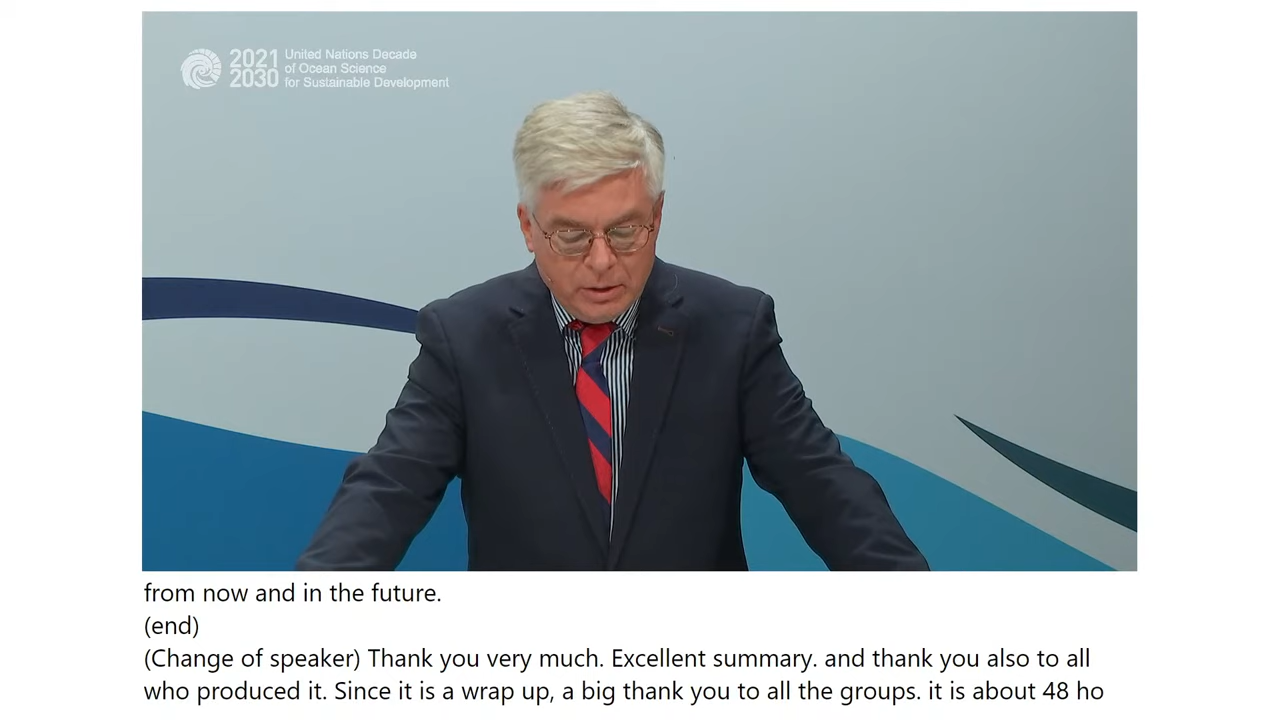 2021
2030
United Nations Decade
of Ocean Science
for Sustainable Development
from now and in the future.
(end)
(Change of speaker) Thank you very much. Excellent summary. and thank you also to all
who produced it. Since it is a wrap up, a big thank you to all the groups. it is about 48 ho